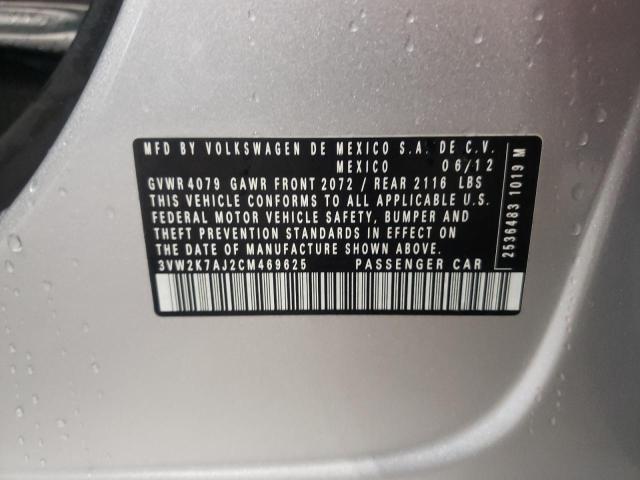 MFD BY VOLKSWAGEN DE MEXICO S.A. DE C.V.
MEXICO 06/12
GVWR 4079 GAWR FRONT 2072 / REAR 2116 LBS
THIS VEHICLE CONFORMS TO ALL APPLICABLE U.S.
FEDERAL MOTOR VEHICLE SAFETY, BUMPER AND
THEFT PREVENTION STANDARDS IN EFFECT ON
THE DATE OF MANUFACTURE SHOWN ABOVE.
3VW2K7AJ2CM469625 PASSENGER CAR
2536483 1019 M